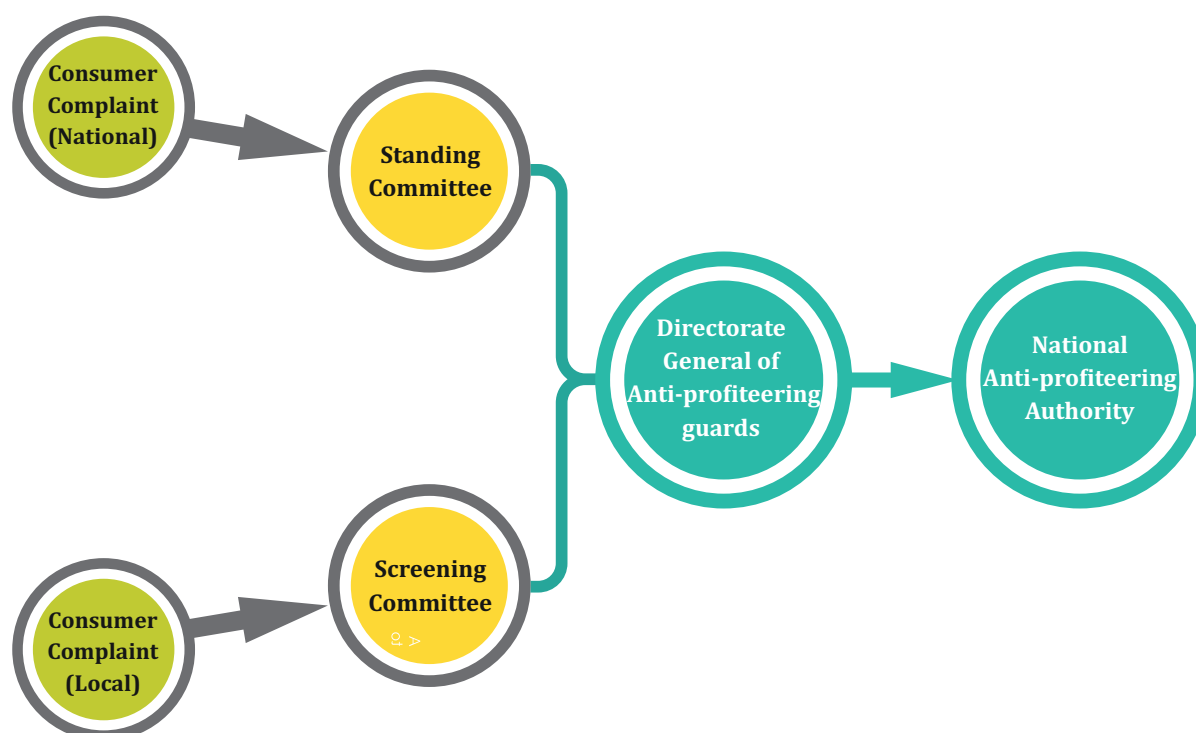 Consumer
Complaint
(National)
Standing
Committee
Directorate
General of
Anti-profiteering
guards
National
Anti-profiteering
Authority
Screening
Committee
Consumer
Complaint
(Local)